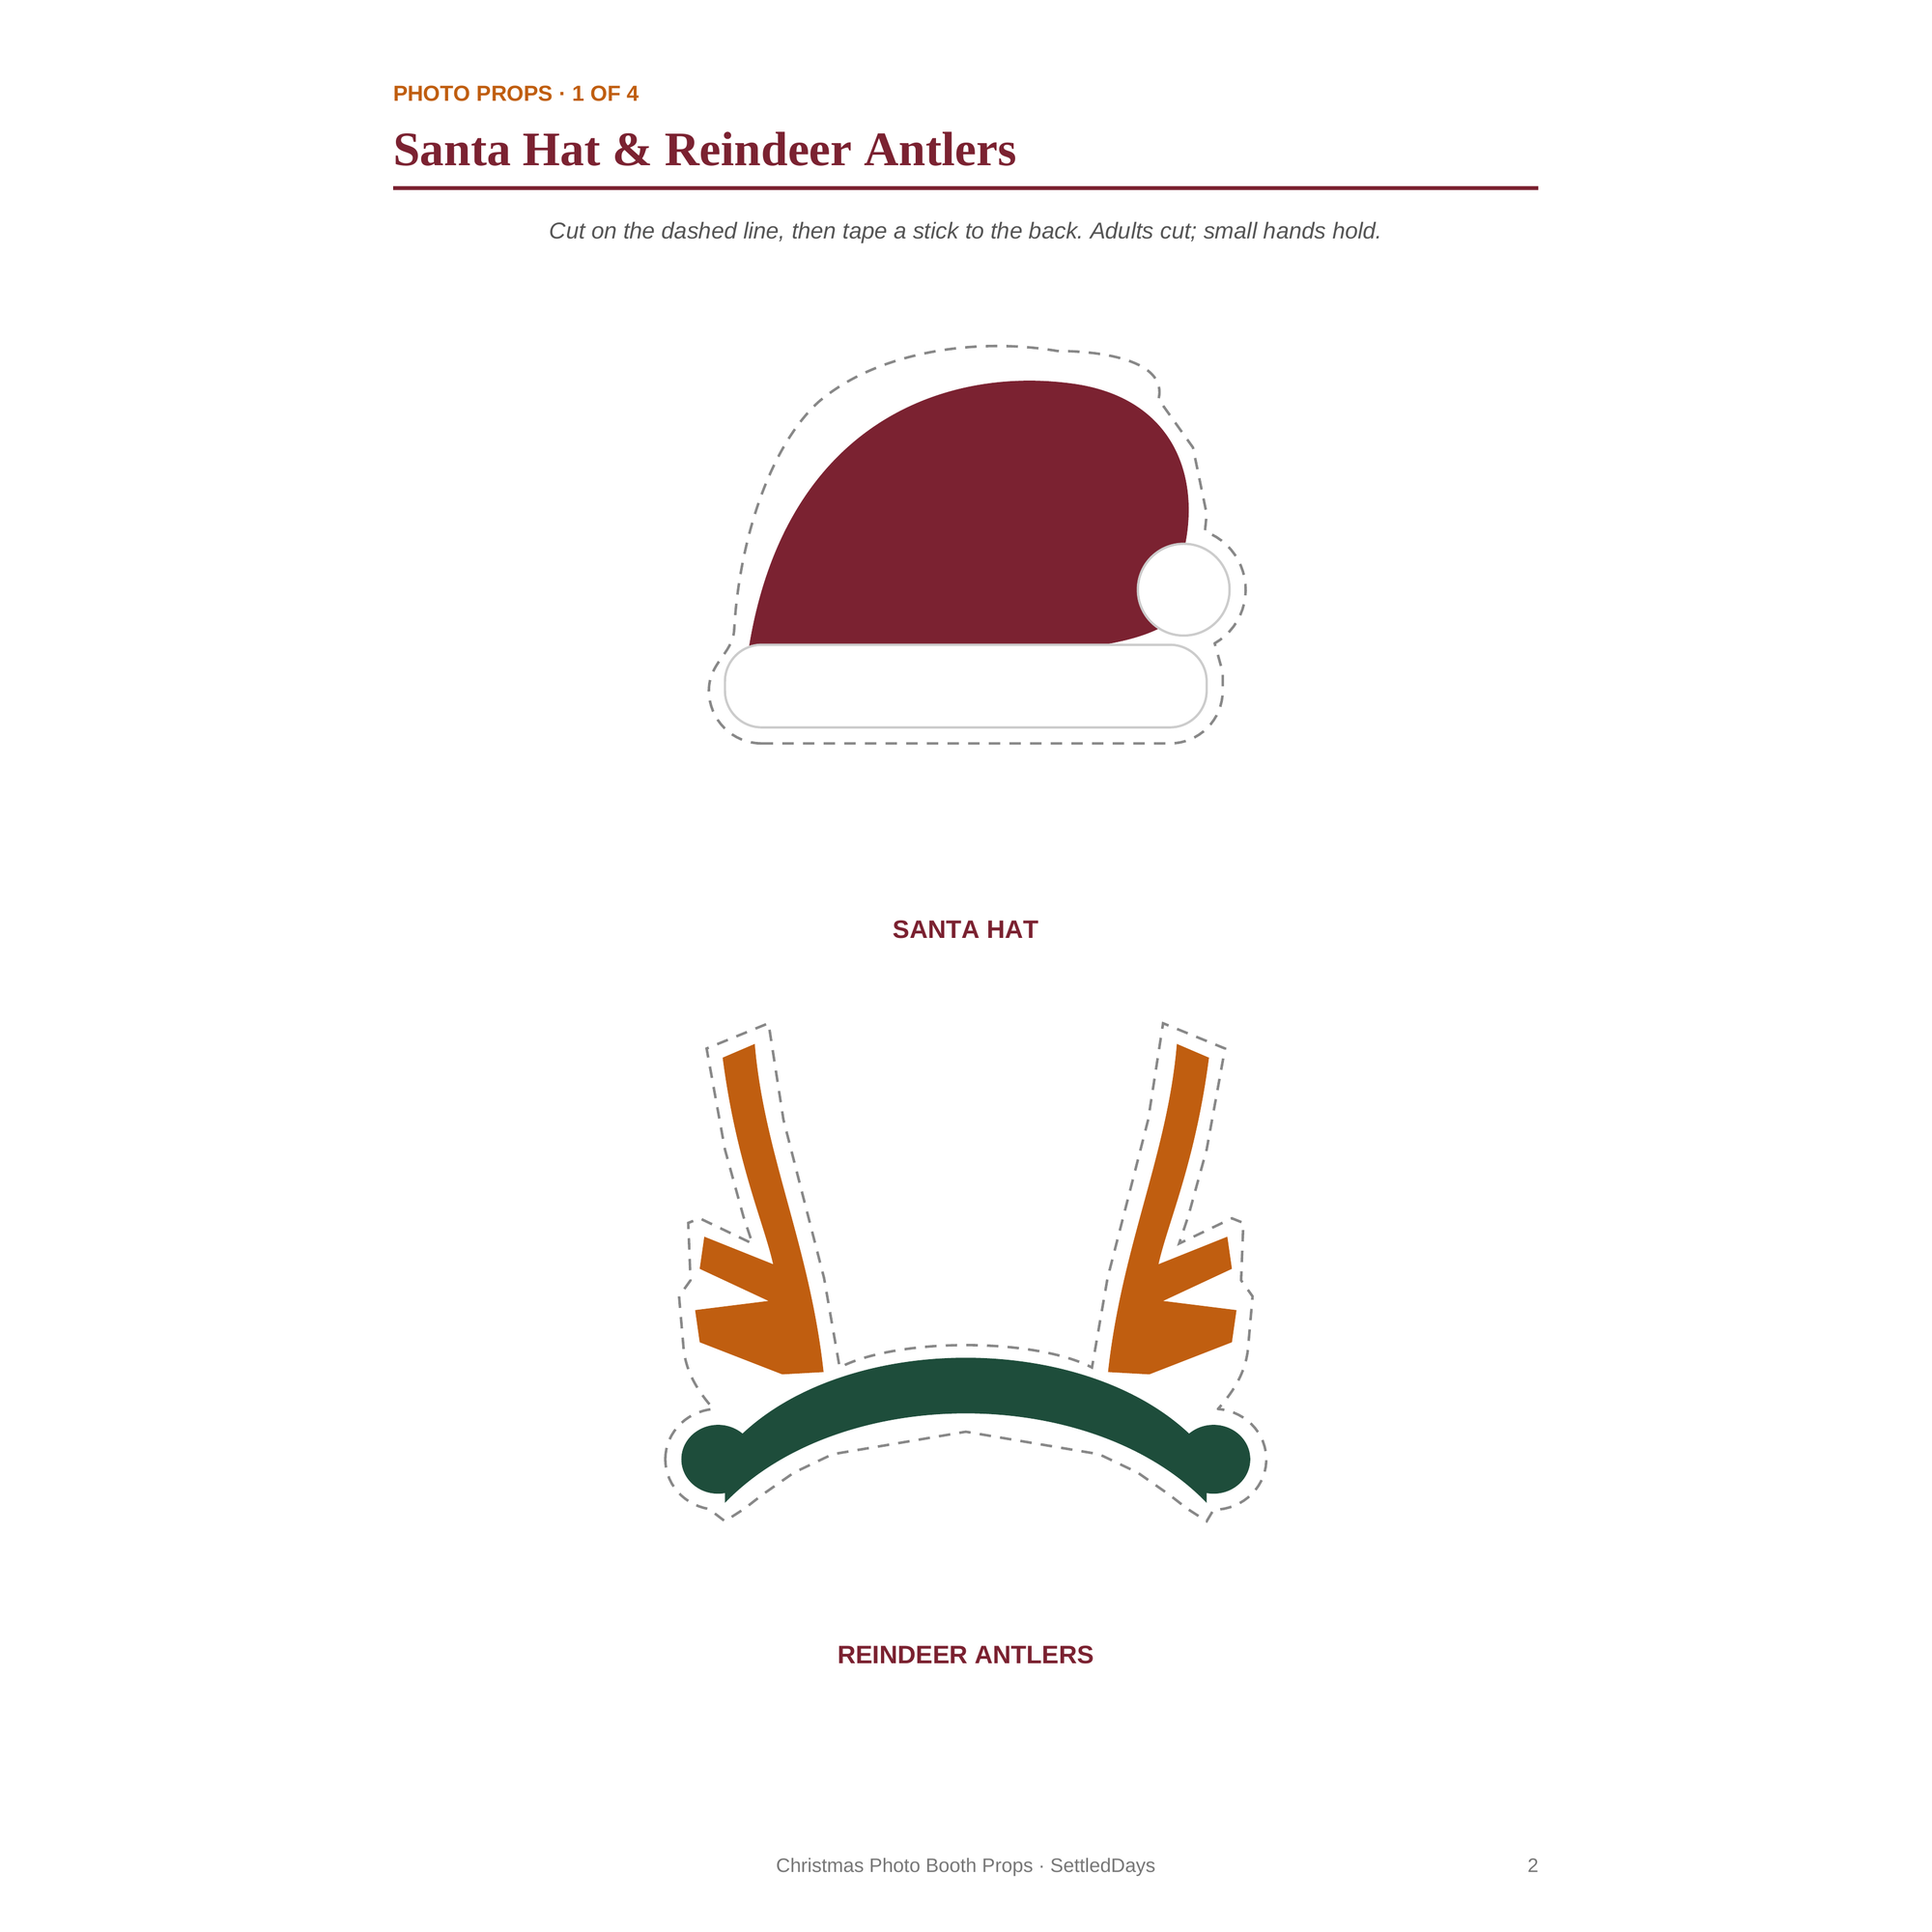 PHOTO PROPS · 1 OF 4
Santa Hat & Reindeer Antlers
Cut on the dashed line, then tape a stick to the back. Adults cut; small hands hold.
SANTA HAT
REINDEER ANTLERS
Christmas Photo Booth Props · SettledDays
2